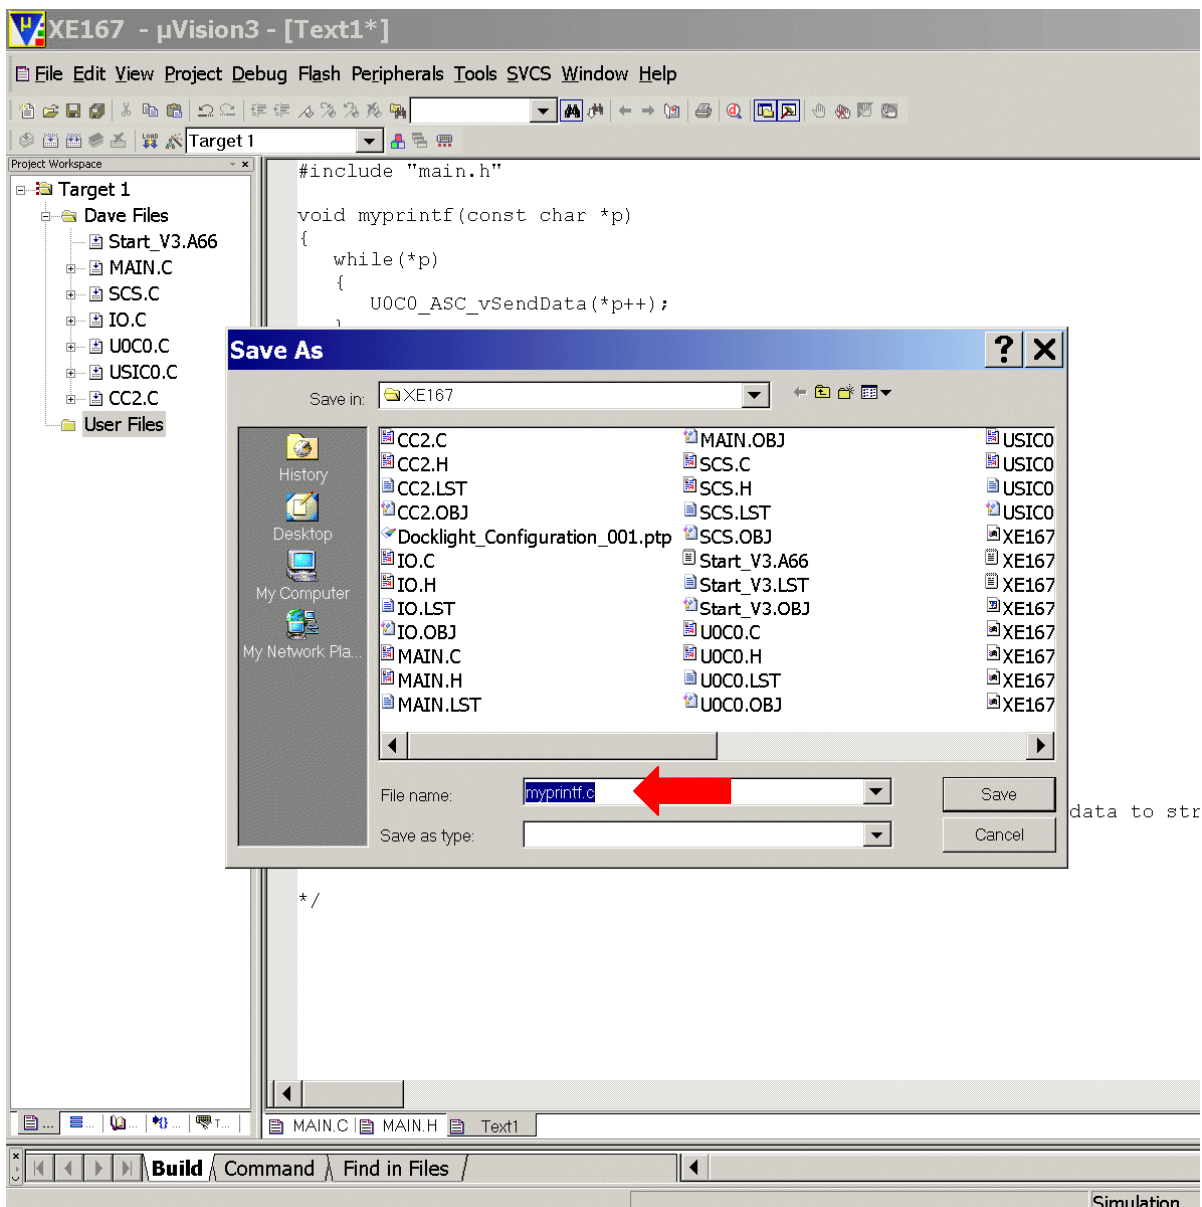 XE167 - µVision3 - [Text1*]
File Edit View Project Debug Flash Peripherals Tools SVCS Window Help
Target 1
Project Workspace
Target 1
Dave Files
Start_V3.A66
MAIN.C
SCS.C
IO.C
U0C0.C
USIC0.C
CC2.C
User Files
#include "main.h"
void myprintf(const char *p)
{
while(*p)
{
U0C0_ASC_vSendData(*p++);
}
Save As
Save in:
XE167
History
Desktop
My Computer
My Network Pla...
CC2.C
CC2.H
CC2.LST
CC2.OBJ
Docklight_Configuration_001.ptp
IO.C
IO.H
IO.LST
IO.OBJ
MAIN.C
MAIN.H
MAIN.LST
MAIN.OBJ
SCS.C
SCS.H
SCS.LST
SCS.OBJ
Start_V3.A66
Start_V3.LST
Start_V3.OBJ
U0C0.C
U0C0.H
U0C0.LST
U0C0.OBJ
USIC0
USIC0
USIC0
USIC0
XE167
XE167
XE167
XE167
XE167
XE167
XE167
XE167
File name:
myprintf.c
Save
Save as type:
Cancel
data to str
*/
... ... ... ... T...
MAIN.C MAIN.H Text1
Build Command Find in Files
Simulation